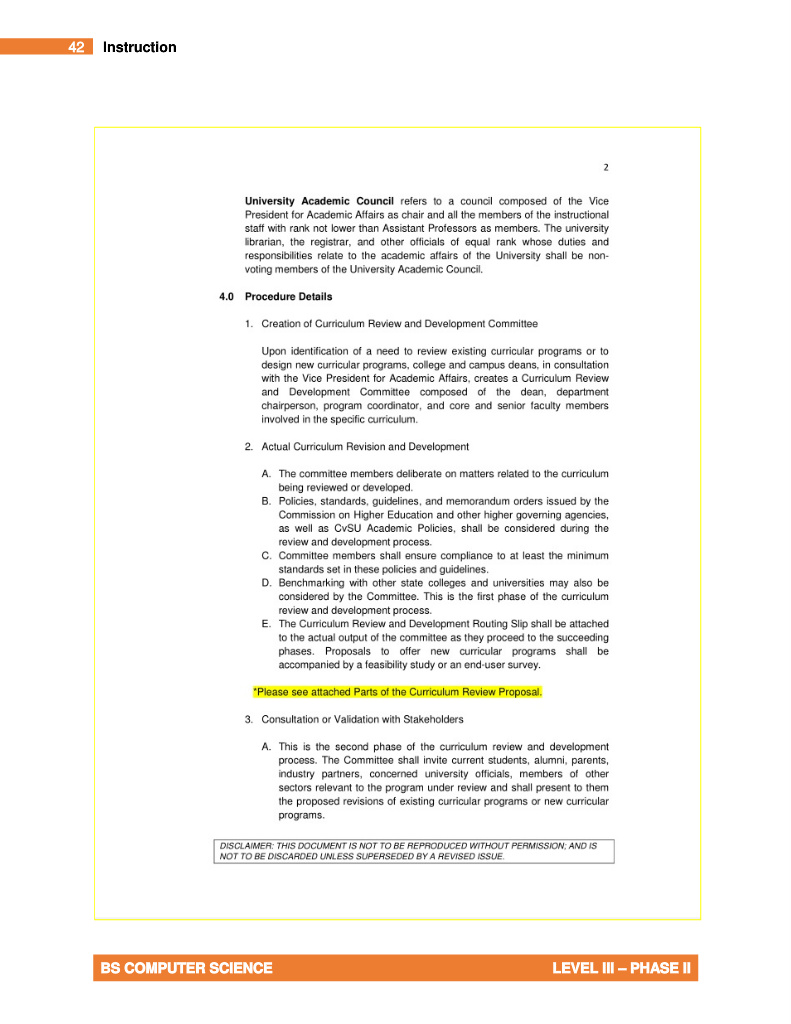 42 Instruction
2
University Academic Council refers to a council composed of the Vice
President for Academic Affairs as chair and all the members of the instructional
staff with rank not lower than Assistant Professors as members. The university
librarian, the registrar, and other officials of equal rank whose duties and
responsibilities relate to the academic affairs of the University shall be non-
voting members of the University Academic Council.
4.0 Procedure Details
1. Creation of Curriculum Review and Development Committee
Upon identification of a need to review existing curricular programs or to
design new curricular programs, college and campus deans, in consultation
with the Vice President for Academic Affairs, creates a Curriculum Review
and Development Committee composed of the dean, department
chairperson, program coordinator, and core and senior faculty members
involved in the specific curriculum.
2. Actual Curriculum Revision and Development
A. The committee members deliberate on matters related to the curriculum
being reviewed or developed.
B. Policies, standards, guidelines, and memorandum orders issued by the
Commission on Higher Education and other higher governing agencies,
as well as CvSU Academic Policies, shall be considered during the
review and development process.
C. Committee members shall ensure compliance to at least the minimum
standards set in these policies and guidelines.
D. Benchmarking with other state colleges and universities may also be
considered by the Committee. This is the first phase of the curriculum
review and development process.
E. The Curriculum Review and Development Routing Slip shall be attached
to the actual output of the committee as they proceed to the succeeding
phases. Proposals to offer new curricular programs shall be
accompanied by a feasibility study or an end-user survey.
*Please see attached Parts of the Curriculum Review Proposal.
3. Consultation or Validation with Stakeholders
A. This is the second phase of the curriculum review and development
process. The Committee shall invite current students, alumni, parents,
industry partners, concerned university officials, members of other
sectors relevant to the program under review and shall present to them
the proposed revisions of existing curricular programs or new curricular
programs.
DISCLAIMER: THIS DOCUMENT IS NOT TO BE REPRODUCED WITHOUT PERMISSION; AND IS
NOT TO BE DISCARDED UNLESS SUPERSEDED BY A REVISED ISSUE.
BS COMPUTER SCIENCE LEVEL III – PHASE II